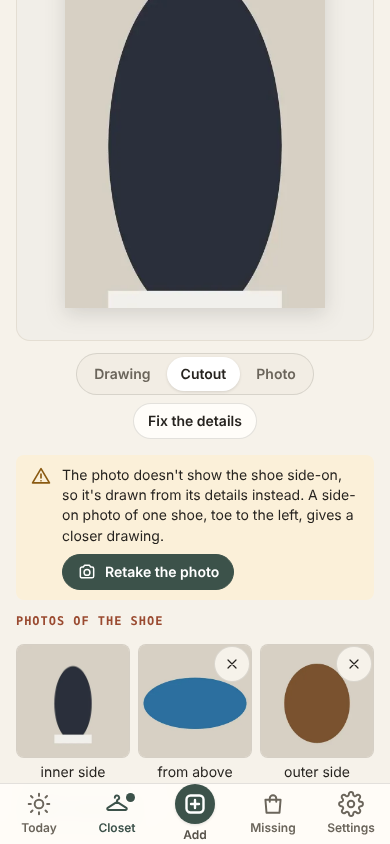 Drawing
Cutout
Photo
Fix the details
The photo doesn't show the shoe side-on,
so it's drawn from its details instead. A side-
on photo of one shoe, toe to the left, gives a
closer drawing.
Retake the photo
PHOTOS OF THE SHOE
inner side
from above
outer side
Today
Closet
Add
Missing
Settings